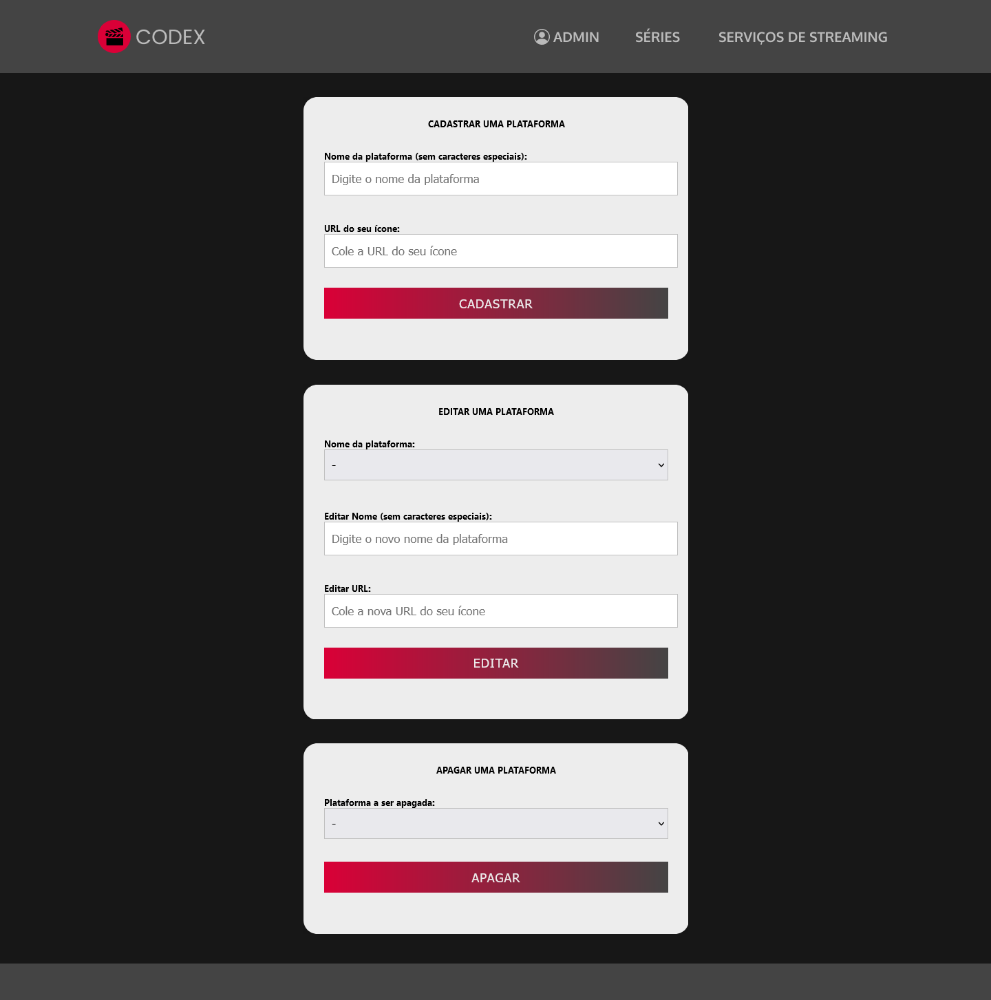 CODEX
ADMIN SÉRIES SERVIÇOS DE STREAMING
CADASTRAR UMA PLATAFORMA
Nome da plataforma (sem caracteres especiais):
Digite o nome da plataforma
URL do seu ícone:
Cole a URL do seu ícone
CADASTRAR
EDITAR UMA PLATAFORMA
Nome da plataforma:
-
Editar Nome (sem caracteres especiais):
Digite o novo nome da plataforma
Editar URL:
Cole a nova URL do seu ícone
EDITAR
APAGAR UMA PLATAFORMA
Plataforma a ser apagada:
-
APAGAR